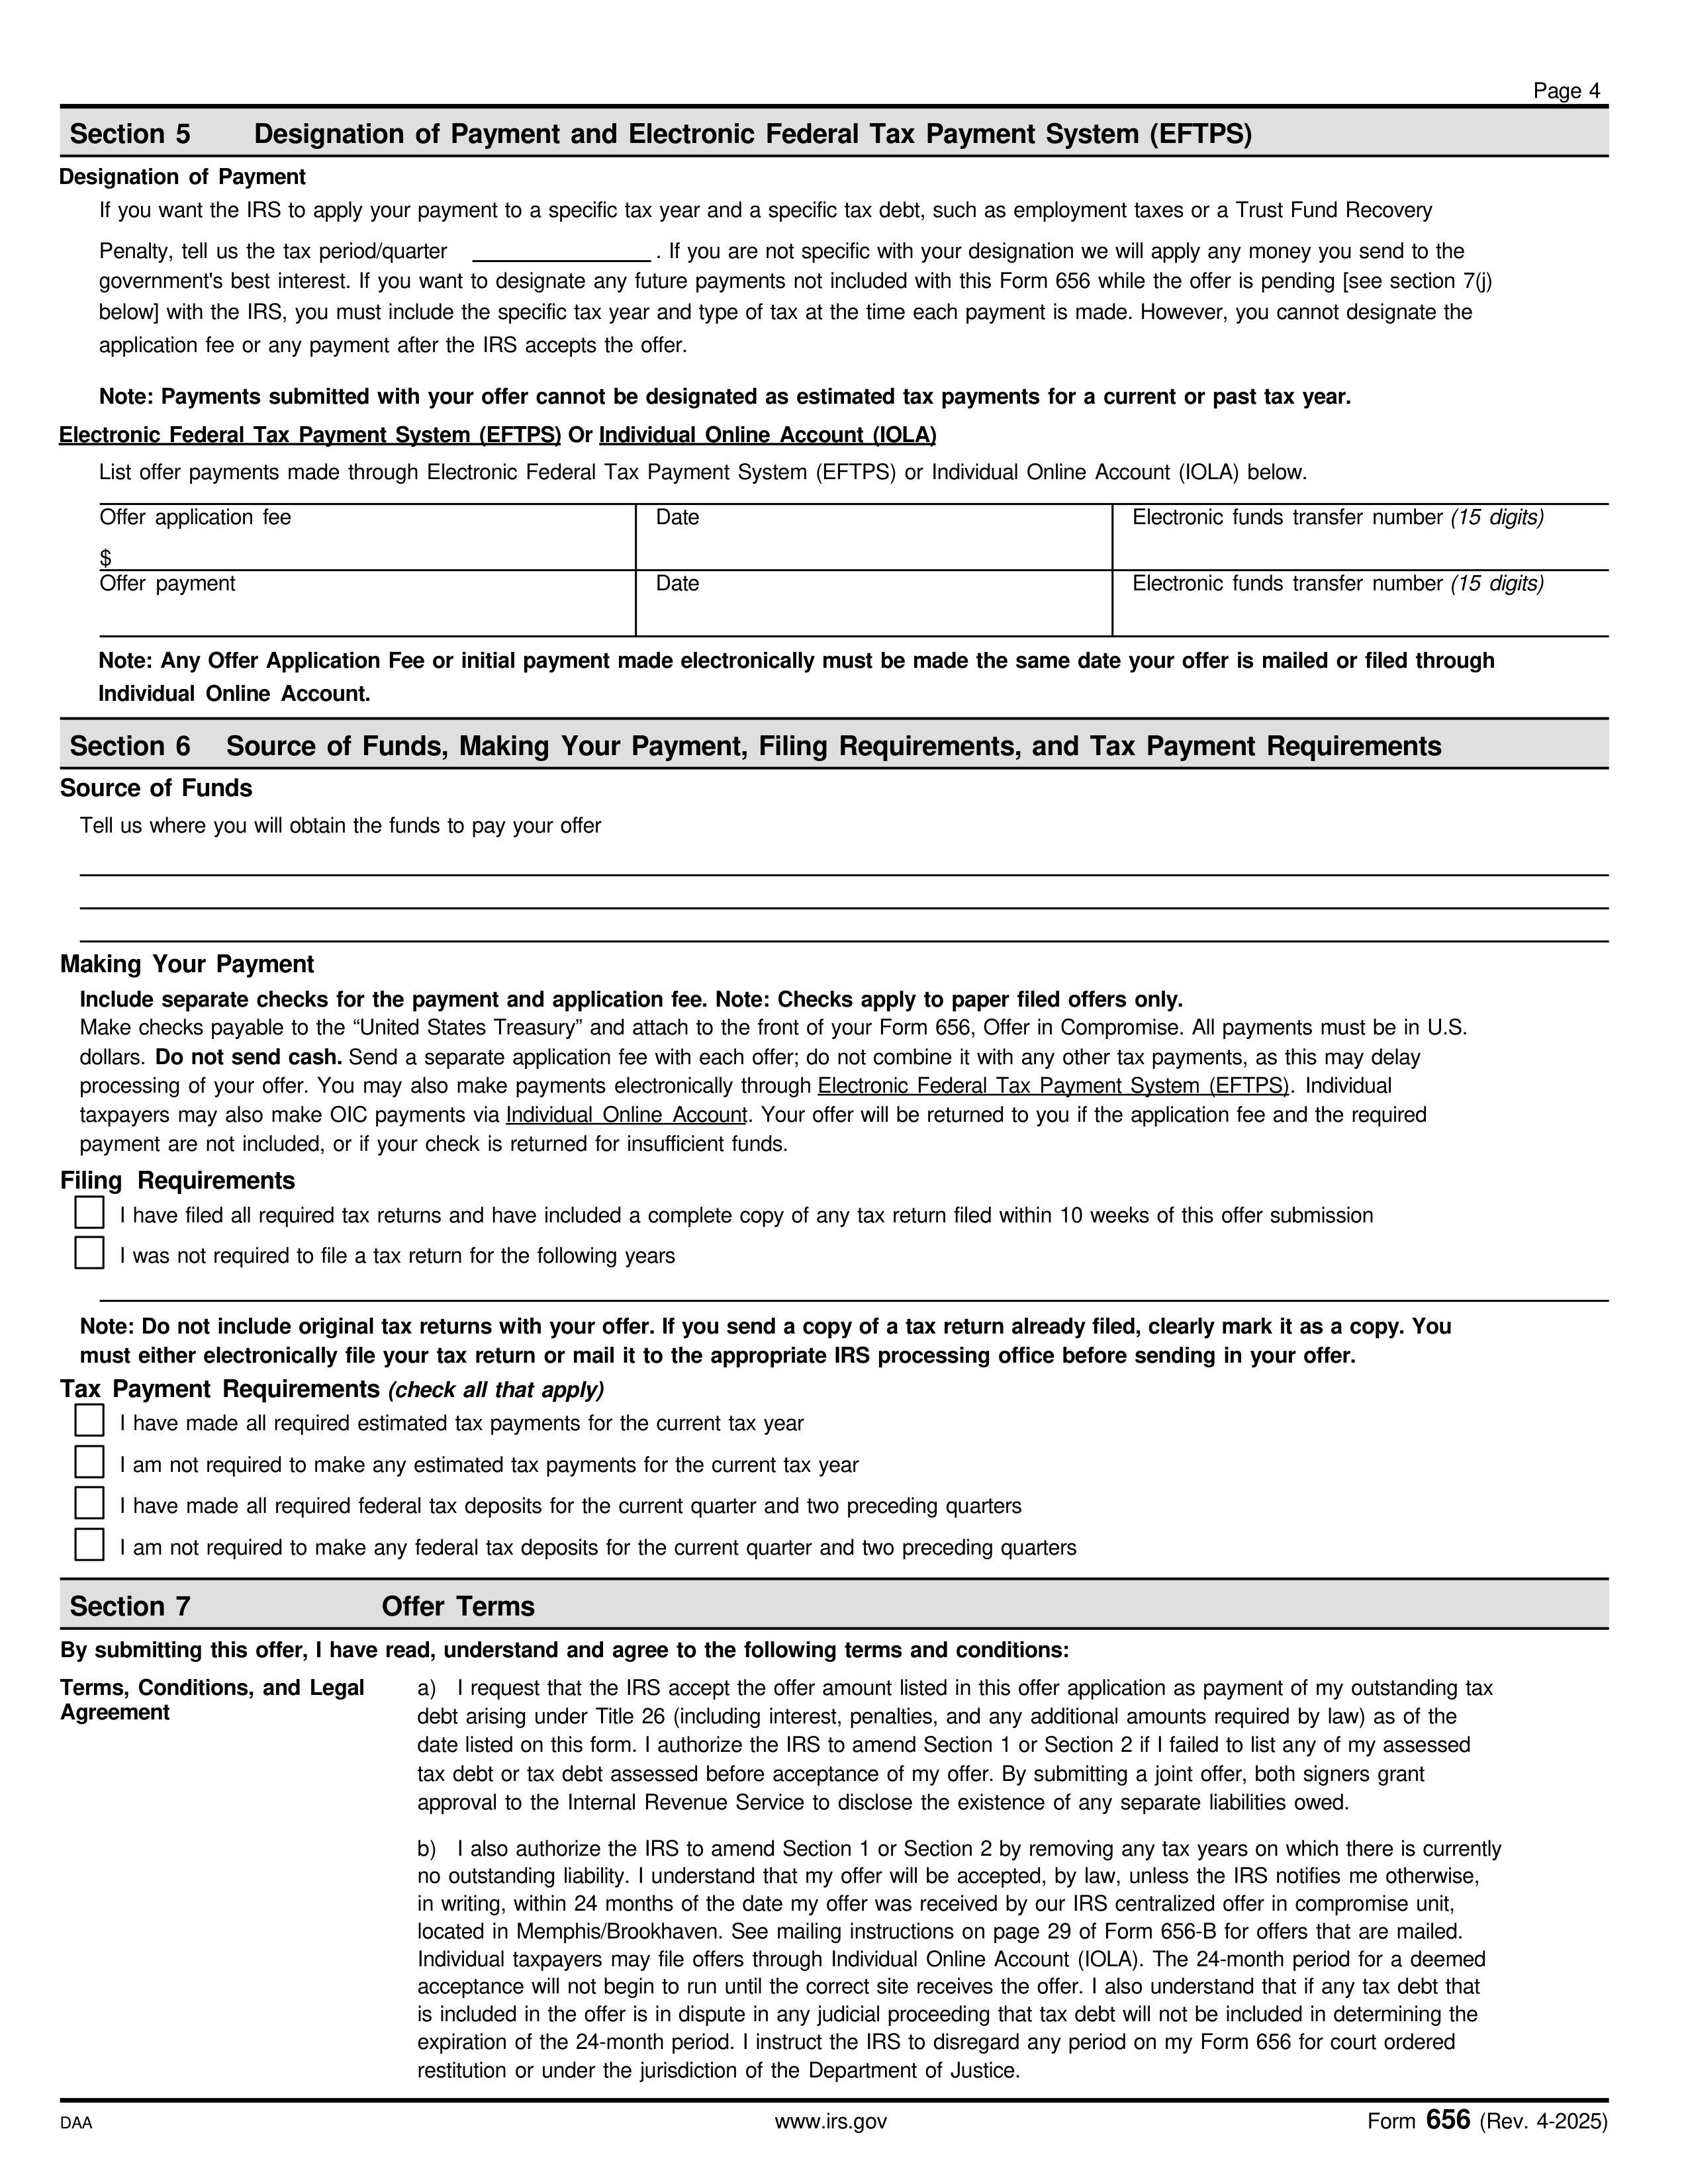 Page 4
Section 5 Designation of Payment and Electronic Federal Tax Payment System (EFTPS)
Designation of Payment
If you want the IRS to apply your payment to a specific tax year and a specific tax debt, such as employment taxes or a Trust Fund Recovery
Penalty, tell us the tax period/quarter . If you are not specific with your designation we will apply any money you send to the
government's best interest. If you want to designate any future payments not included with this Form 656 while the offer is pending [see section 7(j)
below] with the IRS, you must include the specific tax year and type of tax at the time each payment is made. However, you cannot designate the
application fee or any payment after the IRS accepts the offer.
Note: Payments submitted with your offer cannot be designated as estimated tax payments for a current or past tax year.
Electronic Federal Tax Payment System (EFTPS) Or Individual Online Account (IOLA)
List offer payments made through Electronic Federal Tax Payment System (EFTPS) or Individual Online Account (IOLA) below.
Offer application fee Date Electronic funds transfer number (15 digits)
$
Offer payment Date Electronic funds transfer number (15 digits)
Note: Any Offer Application Fee or initial payment made electronically must be made the same date your offer is mailed or filed through
Individual Online Account.
Section 6 Source of Funds, Making Your Payment, Filing Requirements, and Tax Payment Requirements
Source of Funds
Tell us where you will obtain the funds to pay your offer
Making Your Payment
Include separate checks for the payment and application fee. Note: Checks apply to paper filed offers only.
Make checks payable to the “United States Treasury” and attach to the front of your Form 656, Offer in Compromise. All payments must be in U.S.
dollars. Do not send cash. Send a separate application fee with each offer; do not combine it with any other tax payments, as this may delay
processing of your offer. You may also make payments electronically through Electronic Federal Tax Payment System (EFTPS). Individual
taxpayers may also make OIC payments via Individual Online Account. Your offer will be returned to you if the application fee and the required
payment are not included, or if your check is returned for insufficient funds.
Filing Requirements
I have filed all required tax returns and have included a complete copy of any tax return filed within 10 weeks of this offer submission
I was not required to file a tax return for the following years
Note: Do not include original tax returns with your offer. If you send a copy of a tax return already filed, clearly mark it as a copy. You
must either electronically file your tax return or mail it to the appropriate IRS processing office before sending in your offer.
Tax Payment Requirements (check all that apply)
I have made all required estimated tax payments for the current tax year
I am not required to make any estimated tax payments for the current tax year
I have made all required federal tax deposits for the current quarter and two preceding quarters
I am not required to make any federal tax deposits for the current quarter and two preceding quarters
Section 7 Offer Terms
By submitting this offer, I have read, understand and agree to the following terms and conditions:
Terms, Conditions, and Legal
Agreement
a) I request that the IRS accept the offer amount listed in this offer application as payment of my outstanding tax
debt arising under Title 26 (including interest, penalties, and any additional amounts required by law) as of the
date listed on this form. I authorize the IRS to amend Section 1 or Section 2 if I failed to list any of my assessed
tax debt or tax debt assessed before acceptance of my offer. By submitting a joint offer, both signers grant
approval to the Internal Revenue Service to disclose the existence of any separate liabilities owed.
b) I also authorize the IRS to amend Section 1 or Section 2 by removing any tax years on which there is currently
no outstanding liability. I understand that my offer will be accepted, by law, unless the IRS notifies me otherwise,
in writing, within 24 months of the date my offer was received by our IRS centralized offer in compromise unit,
located in Memphis/Brookhaven. See mailing instructions on page 29 of Form 656-B for offers that are mailed.
Individual taxpayers may file offers through Individual Online Account (IOLA). The 24-month period for a deemed
acceptance will not begin to run until the correct site receives the offer. I also understand that if any tax debt that
is included in the offer is in dispute in any judicial proceeding that tax debt will not be included in determining the
expiration of the 24-month period. I instruct the IRS to disregard any period on my Form 656 for court ordered
restitution or under the jurisdiction of the Department of Justice.
DAA www.irs.gov Form 656 (Rev. 4-2025)